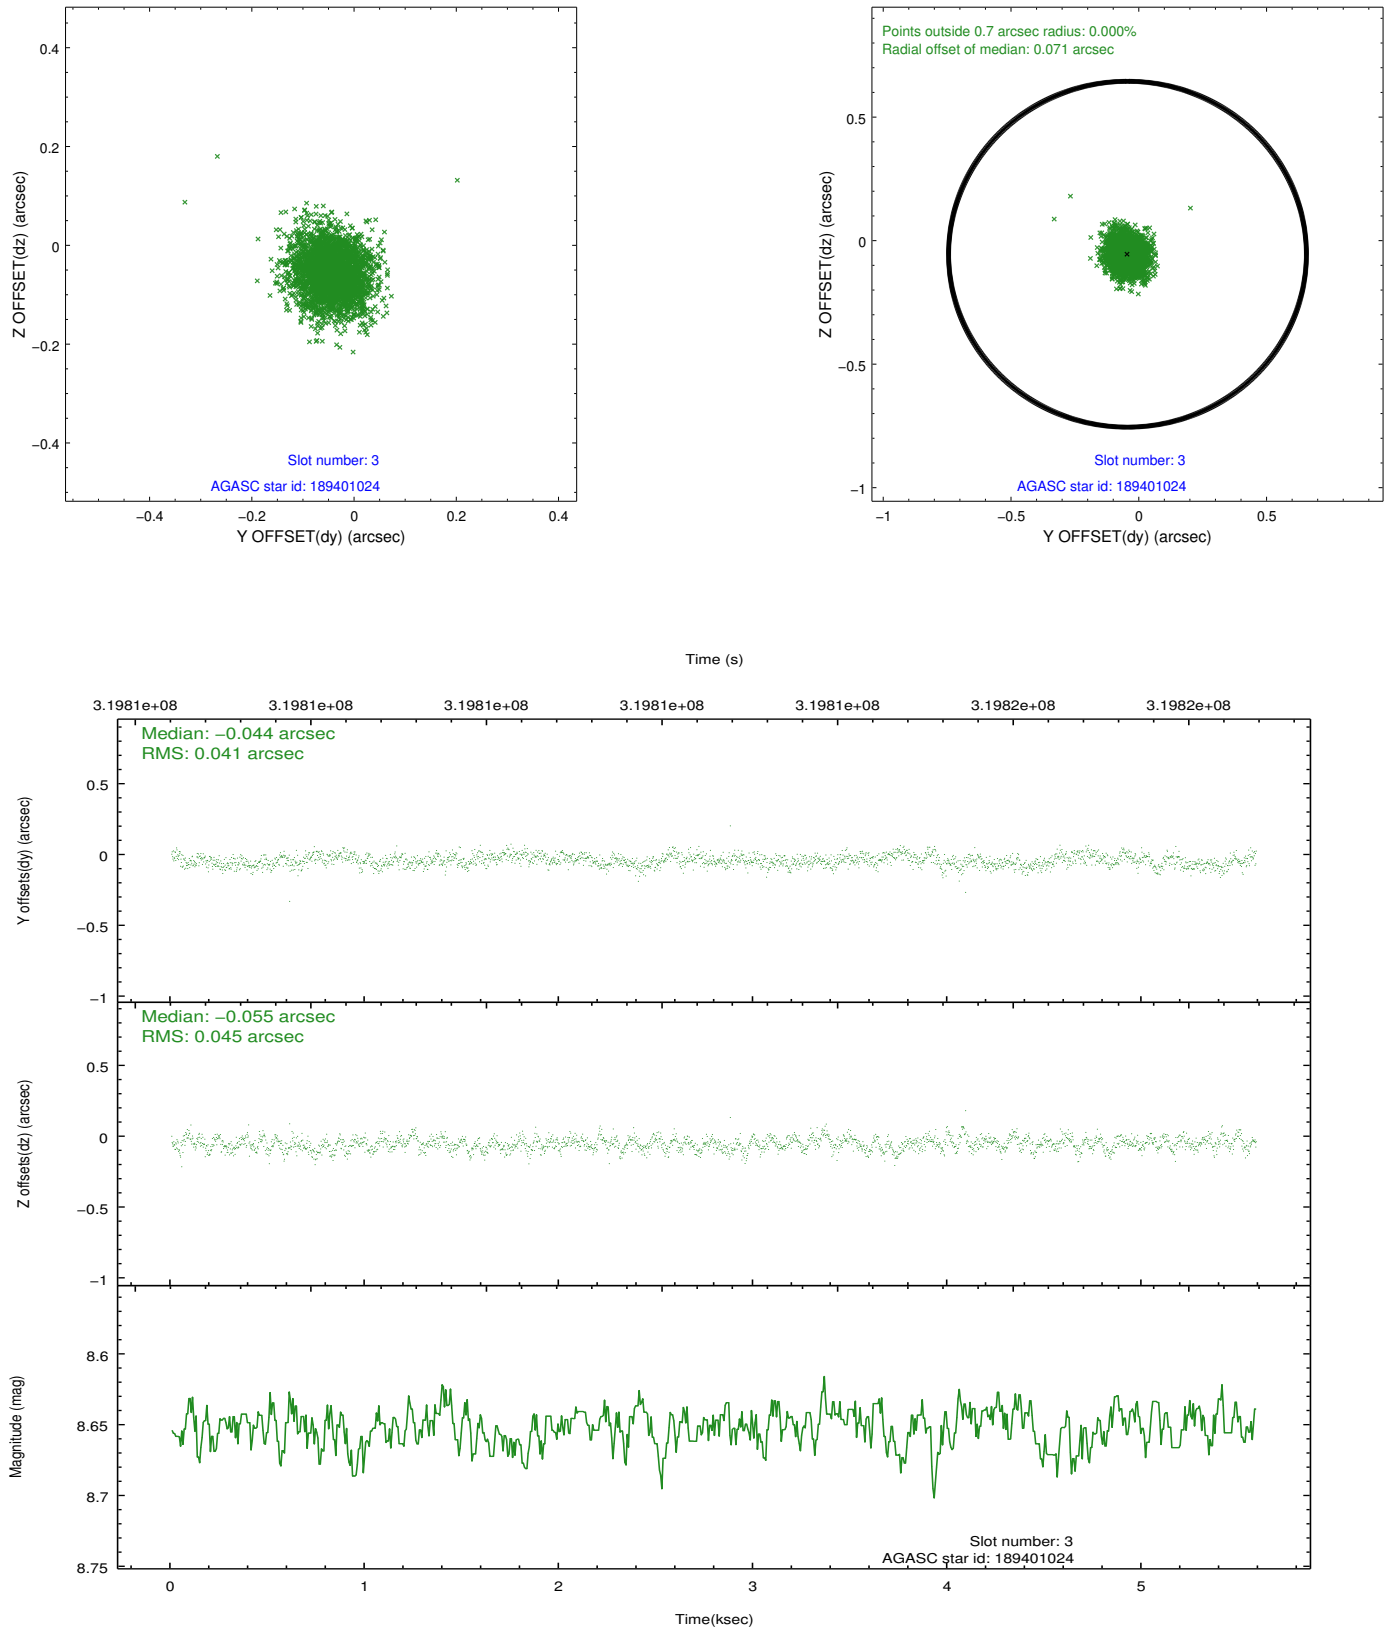 0.4
0.2
0
−0.2
−0.4
Z OFFSET(dz) (arcsec)
Slot number: 3
AGASC star id: 189401024
−0.4 −0.2 0 0.2 0.4
Y OFFSET(dy) (arcsec)
Points outside 0.7 arcsec radius: 0.000%
Radial offset of median: 0.071 arcsec
0.5
0
−0.5
−1
Z OFFSET(dz) (arcsec)
Slot number: 3
AGASC star id: 189401024
−1 −0.5 0 0.5
Y OFFSET(dy) (arcsec)
Time (s)
3.1981e+08 3.1981e+08 3.1981e+08 3.1981e+08 3.1981e+08 3.1982e+08 3.1982e+08
Median: −0.044 arcsec
RMS: 0.041 arcsec
0.5
0
−0.5
−1
Y offsets(dy) (arcsec)
Median: −0.055 arcsec
RMS: 0.045 arcsec
0.5
0
−0.5
−1
Z offsets(dz) (arcsec)
8.6
8.65
8.7
8.75
Magnitude (mag)
Slot number: 3
AGASC star id: 189401024
0 1 2 3 4 5
Time(ksec)